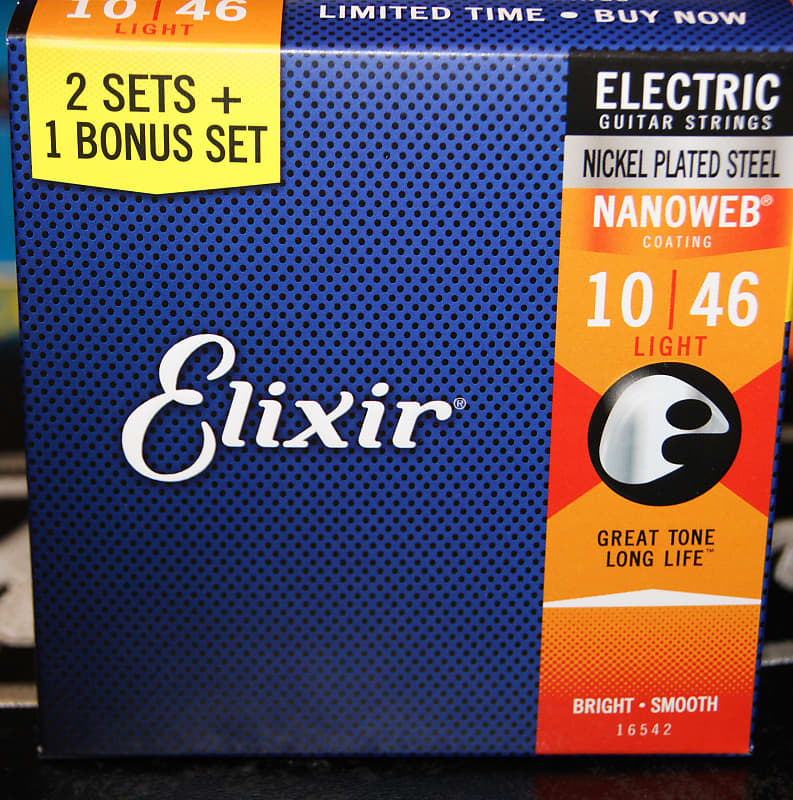 10 | 46
LIGHT
LIMITED TIME • BUY NOW
2 SETS +
1 BONUS SET
ELECTRIC
GUITAR STRINGS
NICKEL PLATED STEEL
NANOWEB®
COATING
10 | 46
LIGHT
Elixir®
GREAT TONE
LONG LIFE™
BRIGHT • SMOOTH
16542